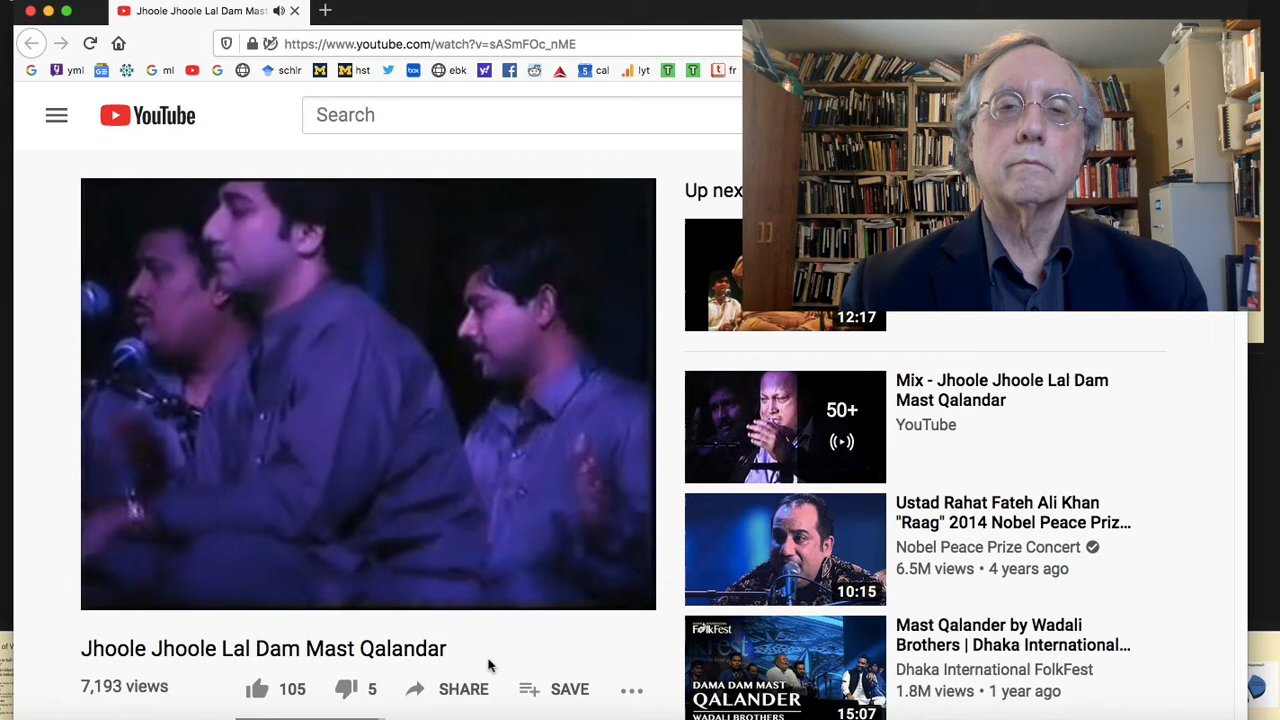 Jhoole Jhoole Lal Dam Mast
https://www.youtube.com/watch?v=sASmFOc_nME
yml
ml
schlr
hst
box
ebk
cal
lyt
fr
YouTube
Search
Up nex
12:17
50+
Mix - Jhoole Jhoole Lal Dam
Mast Qalandar
YouTube
Ustad Rahat Fateh Ali Khan
"Raag" 2014 Nobel Peace Priz...
Nobel Peace Prize Concert
6.5M views • 4 years ago
10:15
Mast Qalander by Wadali
Brothers | Dhaka International...
Dhaka International FolkFest
1.8M views • 1 year ago
FolkFest
DAMA DAM MAST
QALANDER
WADALI BROTHERS
15:07
Jhoole Jhoole Lal Dam Mast Qalandar
7,193 views
105
5
SHARE
SAVE